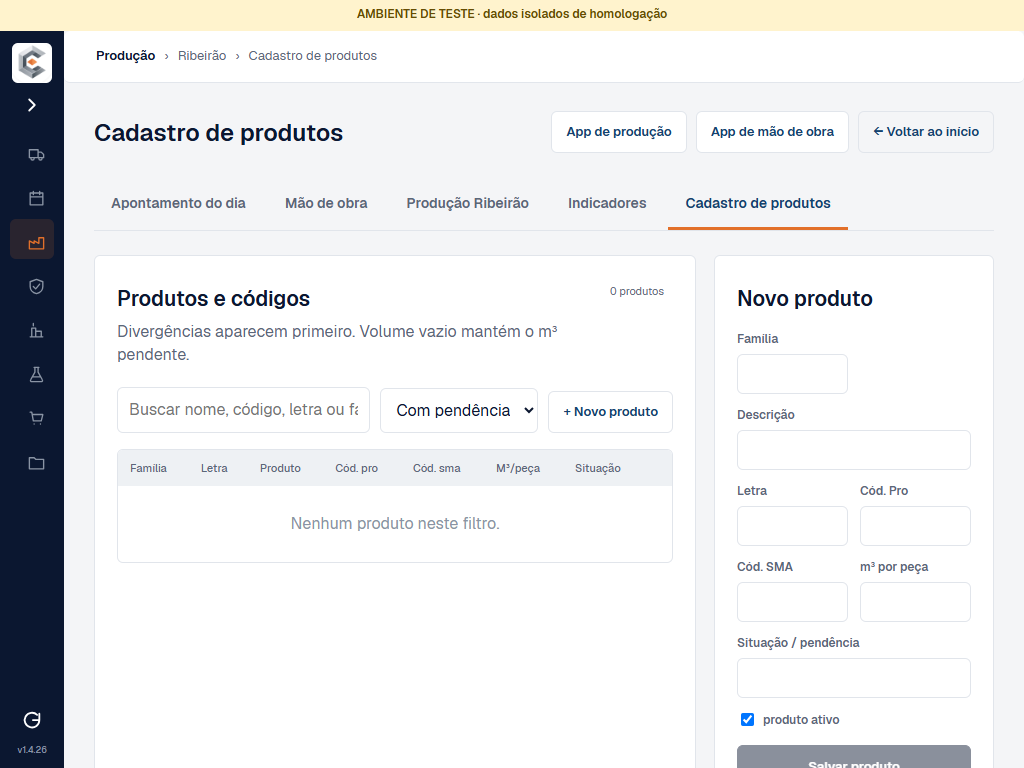 AMBIENTE DE TESTE · dados isolados de homologação
Produção › Ribeirão › Cadastro de produtos
Cadastro de produtos
App de produção
App de mão de obra
← Voltar ao início
Apontamento do dia
Mão de obra
Produção Ribeirão
Indicadores
Cadastro de produtos
Produtos e códigos
0 produtos
Divergências aparecem primeiro. Volume vazio mantém o m³
pendente.
Buscar nome, código, letra ou fa
Com pendência
+ Novo produto
Família Letra Produto Cód. pro Cód. sma M³/peça Situação
Nenhum produto neste filtro.
Novo produto
Família
Descrição
Letra Cód. Pro
Cód. SMA m³ por peça
Situação / pendência
produto ativo
Salvar produto
v1.4.26